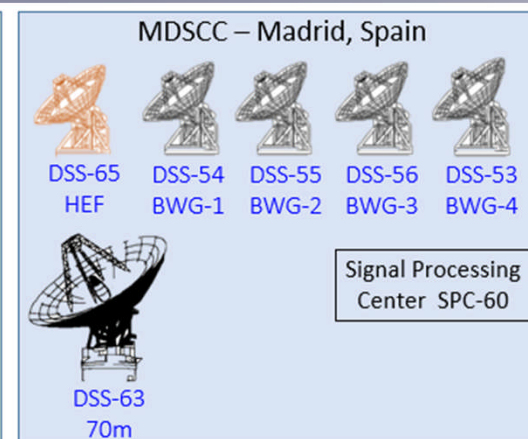 MDSCC – Madrid, Spain
DSS-65 DSS-54 DSS-55 DSS-56 DSS-53
HEF BWG-1 BWG-2 BWG-3 BWG-4
Signal Processing
Center SPC-60
DSS-63
70m